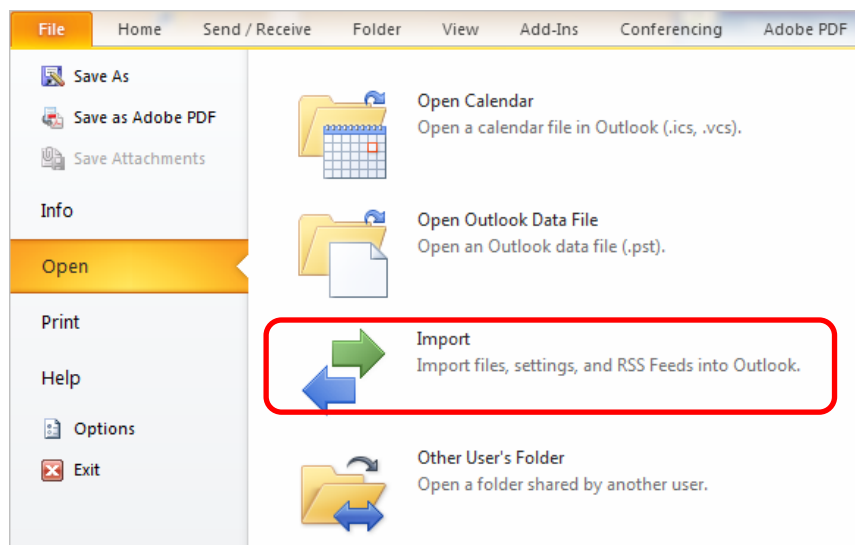 File Home Send / Receive Folder View Add-Ins Conferencing Adobe PDF
Save As
Save as Adobe PDF
Save Attachments
Info
Open
Print
Help
Options
Exit
Open Calendar
Open a calendar file in Outlook (.ics, .vcs).
Open Outlook Data File
Open an Outlook data file (.pst).
Import
Import files, settings, and RSS Feeds into Outlook.
Other User's Folder
Open a folder shared by another user.